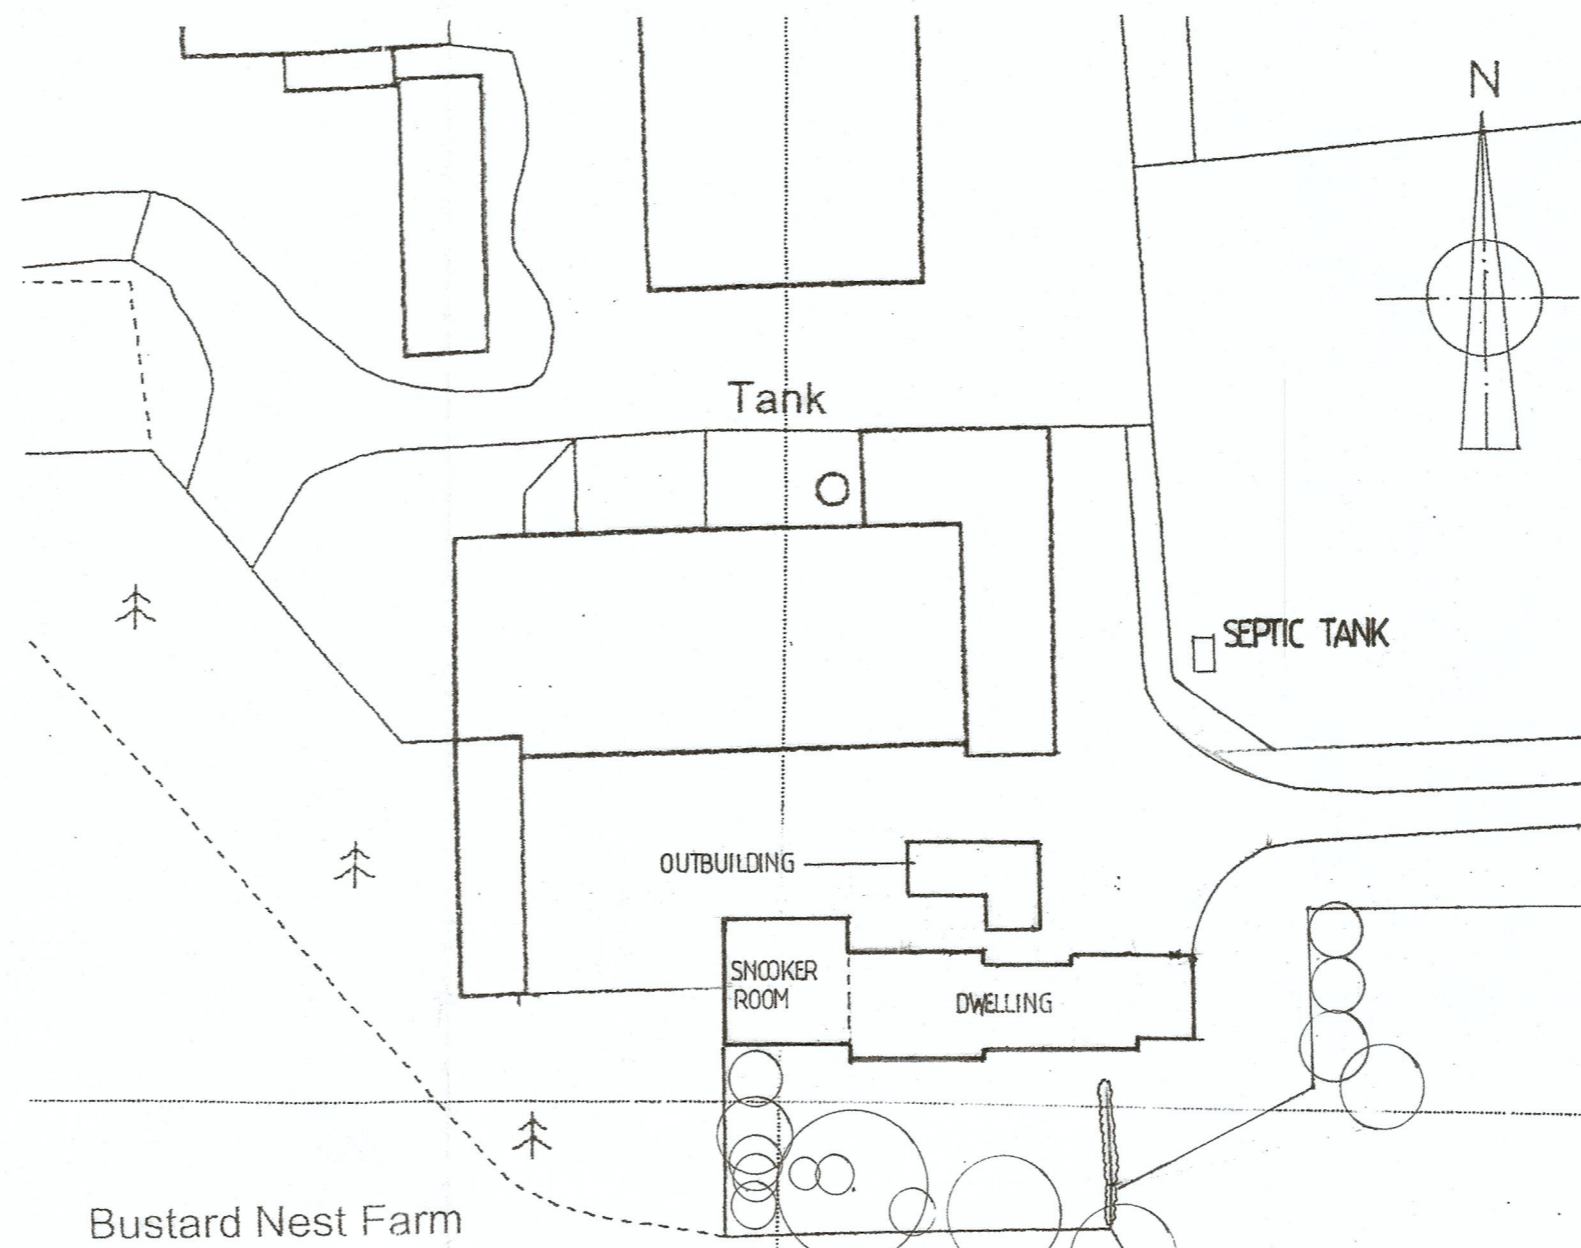 N
Tank
SEPTIC TANK
OUTBUILDING
SNOOKER
ROOM
DWELLING
Bustard Nest Farm